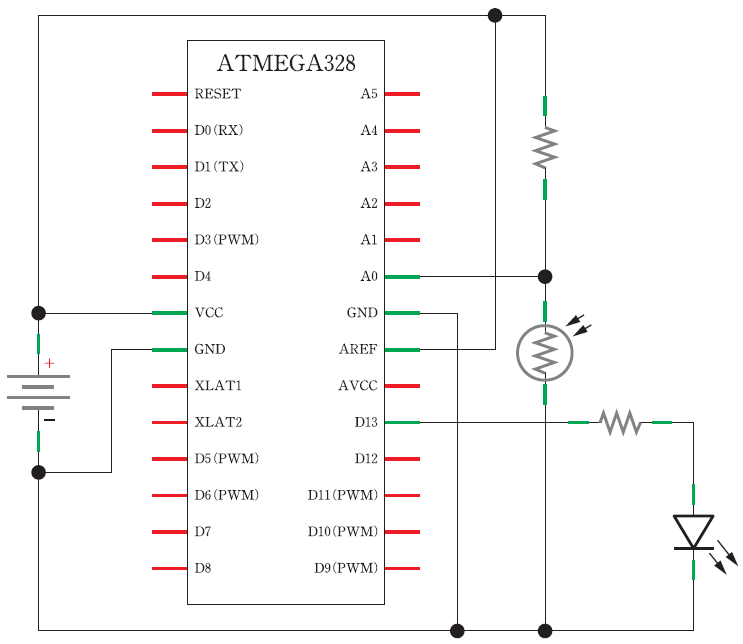 ATMEGA328
RESET A5
D0(RX) A4
D1(TX) A3
D2 A2
D3(PWM) A1
D4 A0
VCC GND
GND AREF
XLAT1 AVCC
XLAT2 D13
D5(PWM) D12
D6(PWM) D11(PWM)
D7 D10(PWM)
D8 D9(PWM)
+
−